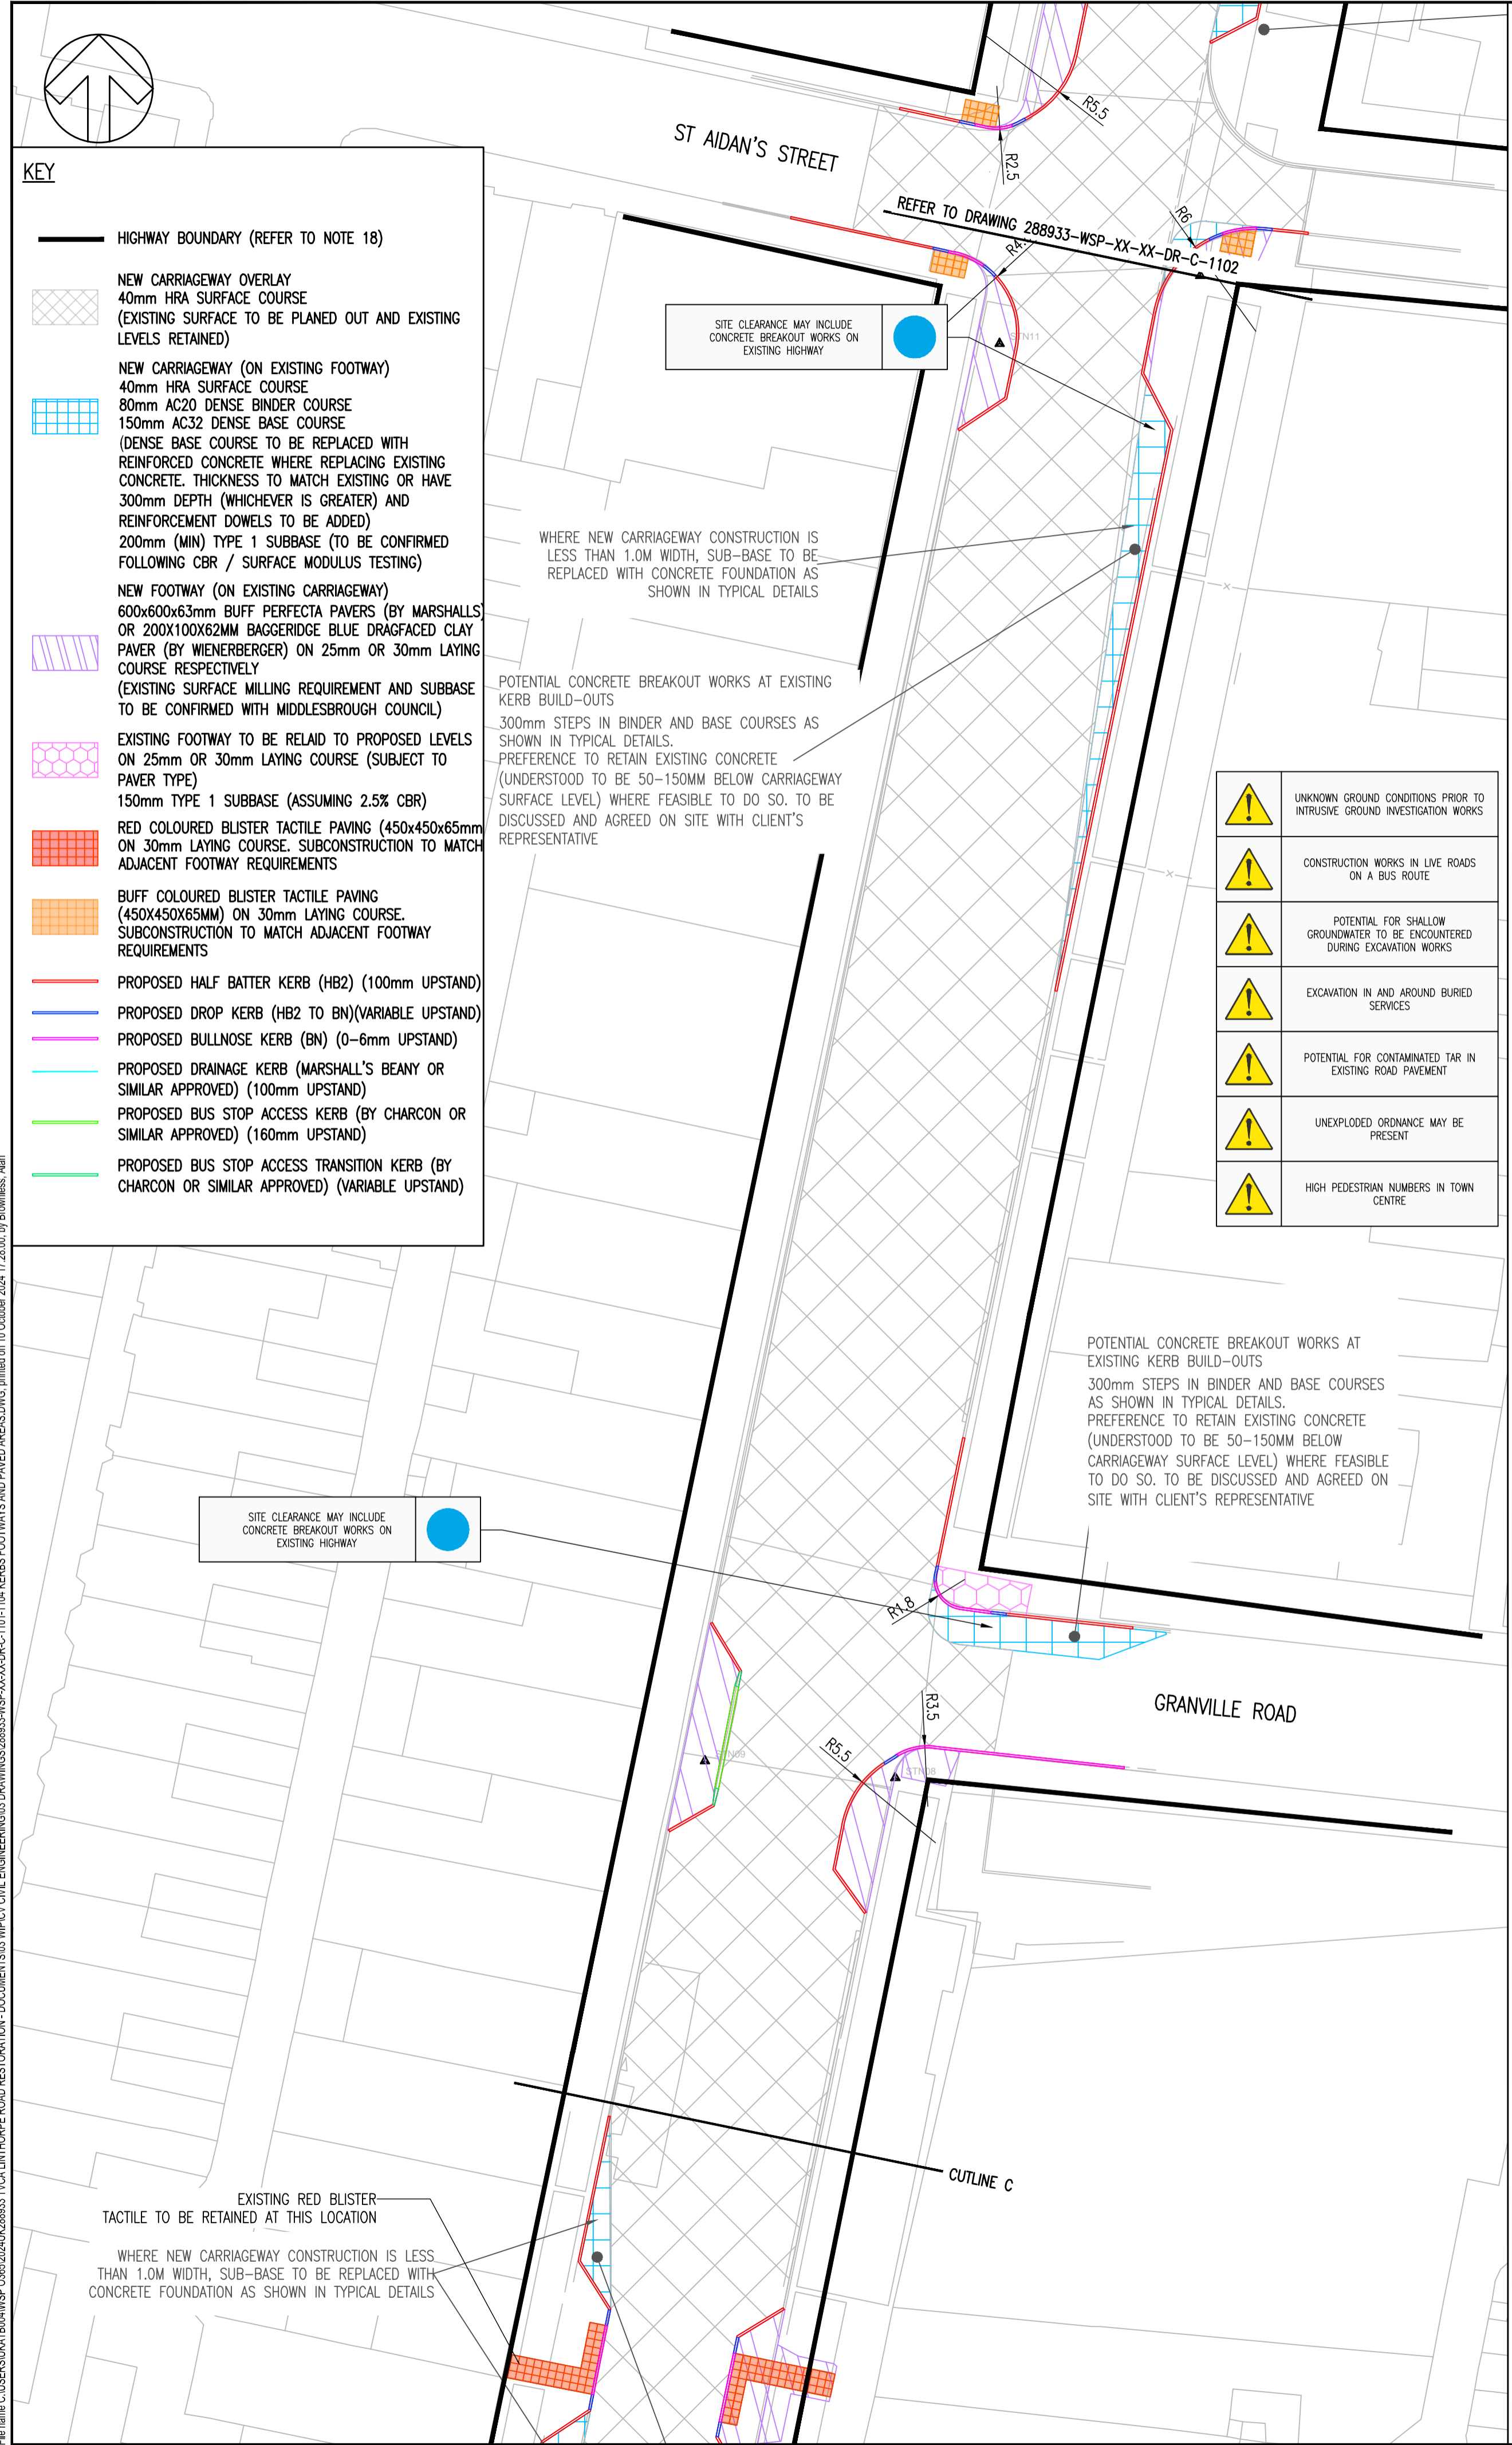 KEY
HIGHWAY BOUNDARY (REFER TO NOTE 18)
NEW CARRIAGEWAY OVERLAY
40mm HRA SURFACE COURSE
(EXISTING SURFACE TO BE PLANED OUT AND EXISTING
LEVELS RETAINED)
NEW CARRIAGEWAY (ON EXISTING FOOTWAY)
40mm HRA SURFACE COURSE
80mm AC20 DENSE BINDER COURSE
150mm AC32 DENSE BASE COURSE
(DENSE BASE COURSE TO BE REPLACED WITH
REINFORCED CONCRETE WHERE REPLACING EXISTING
CONCRETE. THICKNESS TO MATCH EXISTING OR HAVE
300mm DEPTH (WHICHEVER IS GREATER) AND
REINFORCEMENT DOWELS TO BE ADDED)
200mm (MIN) TYPE 1 SUBBASE (TO BE CONFIRMED
FOLLOWING CBR / SURFACE MODULUS TESTING)
NEW FOOTWAY (ON EXISTING CARRIAGEWAY)
600x600x63mm BUFF PERFECTA PAVERS (BY MARSHALLS)
OR 200X100X62MM BAGGERIDGE BLUE DRAGFACED CLAY
PAVER (BY WIENERBERGER) ON 25mm OR 30mm LAYING
COURSE RESPECTIVELY
(EXISTING SURFACE MILLING REQUIREMENT AND SUBBASE
TO BE CONFIRMED WITH MIDDLESBROUGH COUNCIL)
EXISTING FOOTWAY TO BE RELAID TO PROPOSED LEVELS
ON 25mm OR 30mm LAYING COURSE (SUBJECT TO
PAVER TYPE)
150mm TYPE 1 SUBBASE (ASSUMING 2.5% CBR)
RED COLOURED BLISTER TACTILE PAVING (450x450x65mm
ON 30mm LAYING COURSE. SUBCONSTRUCTION TO MATCH
ADJACENT FOOTWAY REQUIREMENTS
BUFF COLOURED BLISTER TACTILE PAVING
(450X450X65MM) ON 30mm LAYING COURSE.
SUBCONSTRUCTION TO MATCH ADJACENT FOOTWAY
REQUIREMENTS
PROPOSED HALF BATTER KERB (HB2) (100mm UPSTAND)
PROPOSED DROP KERB (HB2 TO BN)(VARIABLE UPSTAND)
PROPOSED BULLNOSE KERB (BN) (0-6mm UPSTAND)
PROPOSED DRAINAGE KERB (MARSHALL'S BEANY OR
SIMILAR APPROVED) (100mm UPSTAND)
PROPOSED BUS STOP ACCESS KERB (BY CHARCON OR
SIMILAR APPROVED) (160mm UPSTAND)
PROPOSED BUS STOP ACCESS TRANSITION KERB (BY
CHARCON OR SIMILAR APPROVED) (VARIABLE UPSTAND)
ST AIDAN'S STREET
R5.5
R2.5
R6
REFER TO DRAWING 288933-WSP-XX-XX-DR-C-1102
R4.
SITE CLEARANCE MAY INCLUDE
CONCRETE BREAKOUT WORKS ON
EXISTING HIGHWAY
STN11
WHERE NEW CARRIAGEWAY CONSTRUCTION IS
LESS THAN 1.0M WIDTH, SUB-BASE TO BE
REPLACED WITH CONCRETE FOUNDATION AS
SHOWN IN TYPICAL DETAILS
POTENTIAL CONCRETE BREAKOUT WORKS AT EXISTING
KERB BUILD-OUTS
300mm STEPS IN BINDER AND BASE COURSES AS
SHOWN IN TYPICAL DETAILS.
PREFERENCE TO RETAIN EXISTING CONCRETE
(UNDERSTOOD TO BE 50-150MM BELOW CARRIAGEWAY
SURFACE LEVEL) WHERE FEASIBLE TO DO SO. TO BE
DISCUSSED AND AGREED ON SITE WITH CLIENT'S
REPRESENTATIVE
UNKNOWN GROUND CONDITIONS PRIOR TO
INTRUSIVE GROUND INVESTIGATION WORKS
CONSTRUCTION WORKS IN LIVE ROADS
ON A BUS ROUTE
POTENTIAL FOR SHALLOW
GROUNDWATER TO BE ENCOUNTERED
DURING EXCAVATION WORKS
EXCAVATION IN AND AROUND BURIED
SERVICES
POTENTIAL FOR CONTAMINATED TAR IN
EXISTING ROAD PAVEMENT
UNEXPLODED ORDNANCE MAY BE
PRESENT
HIGH PEDESTRIAN NUMBERS IN TOWN
CENTRE
POTENTIAL CONCRETE BREAKOUT WORKS AT
EXISTING KERB BUILD-OUTS
300mm STEPS IN BINDER AND BASE COURSES
AS SHOWN IN TYPICAL DETAILS.
PREFERENCE TO RETAIN EXISTING CONCRETE
(UNDERSTOOD TO BE 50-150MM BELOW
CARRIAGEWAY SURFACE LEVEL) WHERE FEASIBLE
TO DO SO. TO BE DISCUSSED AND AGREED ON
SITE WITH CLIENT'S REPRESENTATIVE
SITE CLEARANCE MAY INCLUDE
CONCRETE BREAKOUT WORKS ON
EXISTING HIGHWAY
R1.8
GRANVILLE ROAD
R3.5
R5.5
STN09
STN08
CUTLINE C
EXISTING RED BLISTER
TACTILE TO BE RETAINED AT THIS LOCATION
WHERE NEW CARRIAGEWAY CONSTRUCTION IS LESS
THAN 1.0M WIDTH, SUB-BASE TO BE REPLACED WITH
CONCRETE FOUNDATION AS SHOWN IN TYPICAL DETAILS